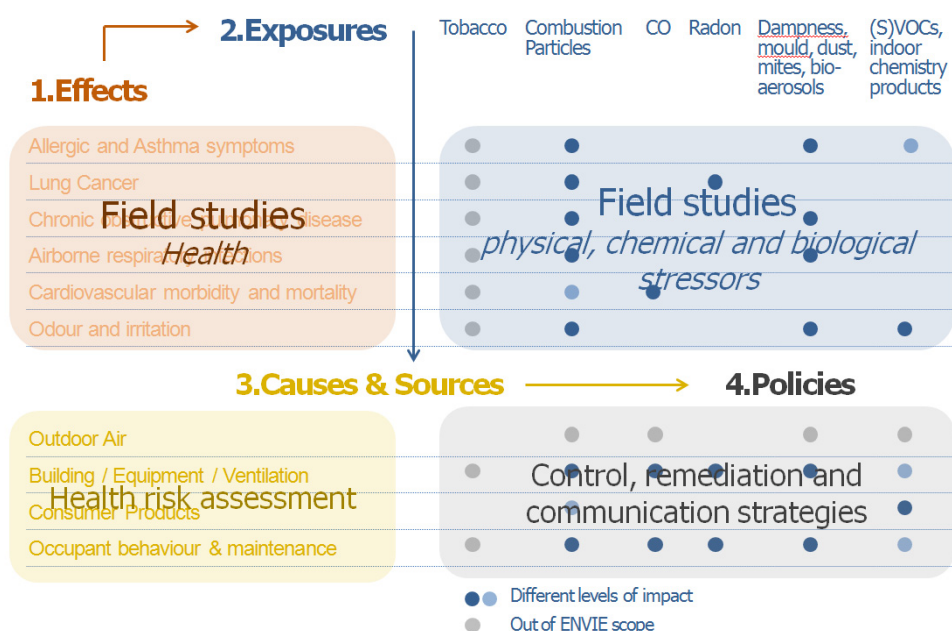 2.Exposures
Tobacco
Combustion
Particles
CO
Radon
Dampness,
mould, dust,
mites, bio-
aerosols
(S)VOCs,
indoor
chemistry
products
1.Effects
Allergic and Asthma symptoms
Lung Cancer
Chronic obstructive pulmonary disease
Airborne respiratory infections
Cardiovascular morbidity and mortality
Odour and irritation
Field studies
Health
Field studies
physical, chemical and biological
stressors
3.Causes & Sources
4.Policies
Outdoor Air
Building / Equipment / Ventilation
Consumer Products
Occupant behaviour & maintenance
Health risk assessment
Control, remediation and
communication strategies
Different levels of impact
Out of ENVIE scope